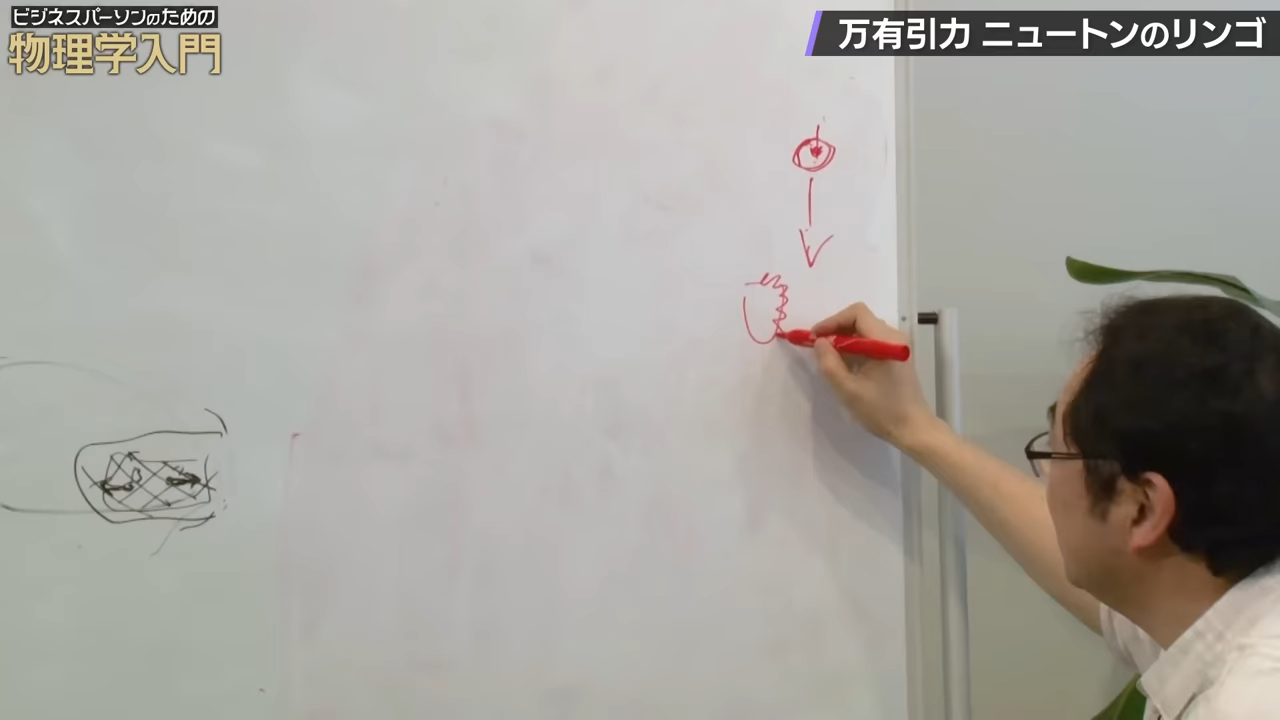 ビジネスパーソンのための
物理学入門
万有引力 ニュートンのリンゴ